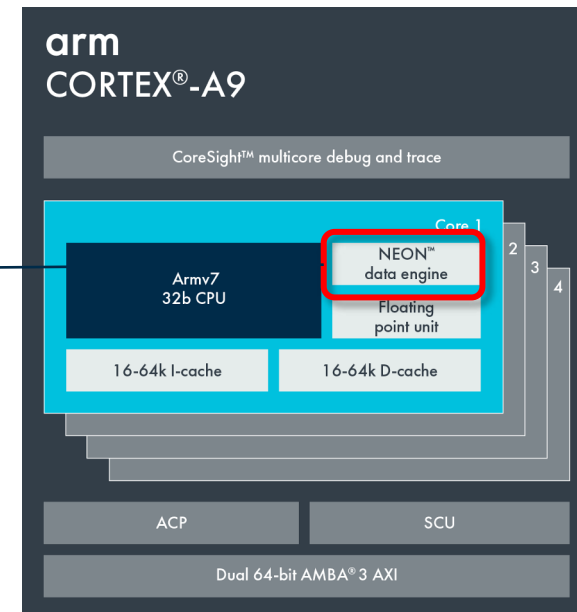 arm
CORTEX®-A9
CoreSight™ multicore debug and trace
Core 1
2
3
4
Armv7
32b CPU
NEON™
data engine
Floating
point unit
16-64k I-cache
16-64k D-cache
ACP
SCU
Dual 64-bit AMBA® 3 AXI